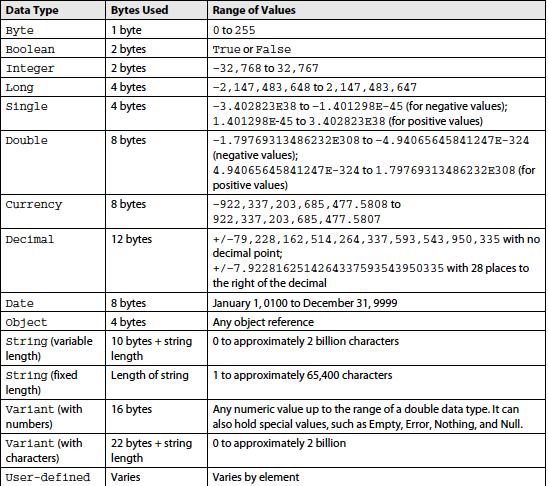 Data Type Bytes Used Range of Values
Byte 1 byte 0 to 255
Boolean 2 bytes True or False
Integer 2 bytes −32,768 to 32,767
Long 4 bytes −2,147,483,648 to 2,147,483,647
Single 4 bytes −3.402823E38 to −1.401298E-45 (for negative values);
1.401298E-45 to 3.402823E38 (for positive values)
Double 8 bytes −1.79769313486232E308 to −4.94065645841247E-324
(negative values);
4.94065645841247E-324 to 1.79769313486232E308 (for
positive values)
Currency 8 bytes −922,337,203,685,477.5808 to
922,337,203,685,477.5807
Decimal 12 bytes +/−79,228,162,514,264,337,593,543,950,335 with no
decimal point;
+/−7.9228162514264337593543950335 with 28 places to
the right of the decimal
Date 8 bytes January 1, 0100 to December 31, 9999
Object 4 bytes Any object reference
String (variable 10 bytes + string 0 to approximately 2 billion characters
length) length
String (fixed Length of string 1 to approximately 65,400 characters
length)
Variant (with 16 bytes Any numeric value up to the range of a double data type. It can
numbers) also hold special values, such as Empty, Error, Nothing, and Null.
Variant (with 22 bytes + string 0 to approximately 2 billion
characters) length
User-defined Varies Varies by element